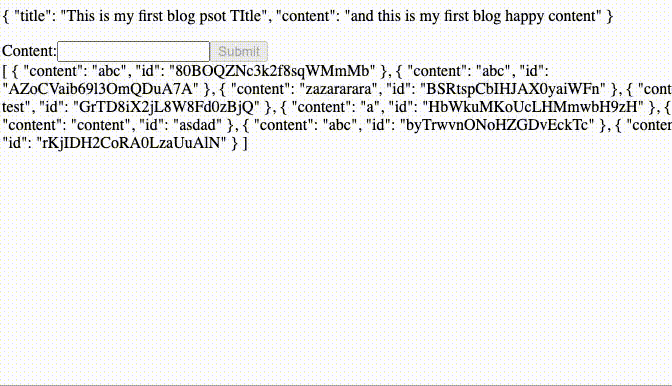 { "title": "This is my first blog psot TItle", "content": "and this is my first blog happy content" }
Content: Submit
[ { "content": "abc", "id": "80BOQZNc3k2f8sqWMmMb" }, { "content": "abc", "id":
"AZoCVaib69l3OmQDuA7A" }, { "content": "zazararara", "id": "BSRtspCbIHJAX0yaiWFn" }, { "conten
test", "id": "GrTD8iX2jL8W8Fd0zBjQ" }, { "content": "a", "id": "HbWkuMKoUcLHMmwbH9zH" }, {
"content": "content", "id": "asdad" }, { "content": "abc", "id": "byTrwvnONoHZGDvEckTc" }, { "conten
"id": "rKjIDH2CoRA0LzaUuAlN" } ]